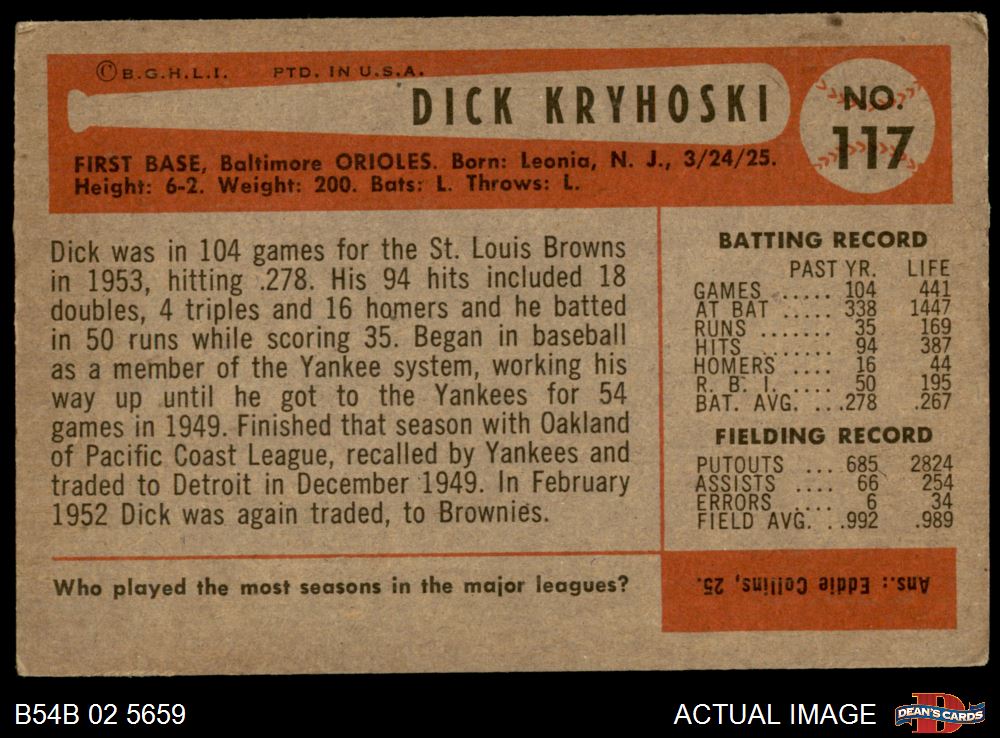 ©B.G.H.L.I. PTD. IN U.S.A.
DICK KRYHOSKI
NO.
117
FIRST BASE, Baltimore ORIOLES. Born: Leonia, N. J., 3/24/25.
Height: 6-2. Weight: 200. Bats: L. Throws: L.
Dick was in 104 games for the St. Louis Browns
in 1953, hitting .278. His 94 hits included 18
doubles, 4 triples and 16 homers and he batted
in 50 runs while scoring 35. Began in baseball
as a member of the Yankee system, working his
way up until he got to the Yankees for 54
games in 1949. Finished that season with Oakland
of Pacific Coast League, recalled by Yankees and
traded to Detroit in December 1949. In February
1952 Dick was again traded, to Brownies.
BATTING RECORD
PAST YR. LIFE
GAMES ..... 104 441
AT BAT ..... 338 1447
RUNS ....... 35 169
HITS ....... 94 387
HOMERS .... 16 44
R. B. I. .... 50 195
BAT. AVG. ...278 .267
FIELDING RECORD
PUTOUTS ... 685 2824
ASSISTS .... 66 254
ERRORS .... 6 34
FIELD AVG. ..992 .989
Who played the most seasons in the major leagues?
Ans.: Eddie Collins, 25.
B54B 02 5659
ACTUAL IMAGE
DEAN'S CARDS